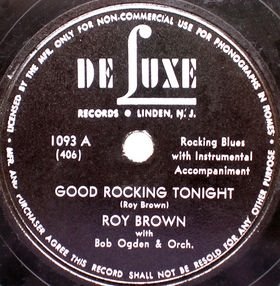 LICENSED BY MFR. ONLY FOR NON-COMMERCIAL USE FOR PHONOGRAPHS IN HOMES.
DE LUXE
RECORDS • LINDEN, N. J.
1093 A
(406)
Rocking Blues
with Instrumental
Accompaniment
GOOD ROCKING TONIGHT
(Roy Brown)
ROY BROWN
with
Bob Ogden & Orch.
MFR. AND PURCHASER AGREE THIS RECORD SHALL NOT BE RESOLD FOR ANY OTHER PURPOSE